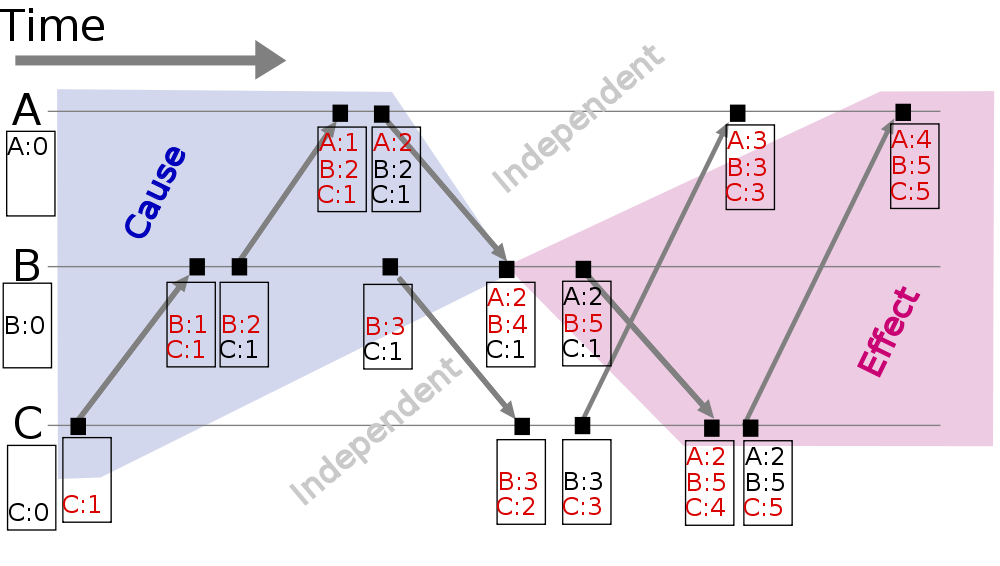 Time
Independent
A
A:0
Cause
A:1
B:2
C:1
A:2
B:2
C:1
A:3
B:3
C:3
A:4
B:5
C:5
B
B:0
B:1
C:1
B:2
C:1
B:3
C:1
A:2
B:4
C:1
A:2
B:5
C:1
Effect
Independent
C
C:0
C:1
B:3
C:2
B:3
C:3
A:2
B:5
C:4
A:2
B:5
C:5